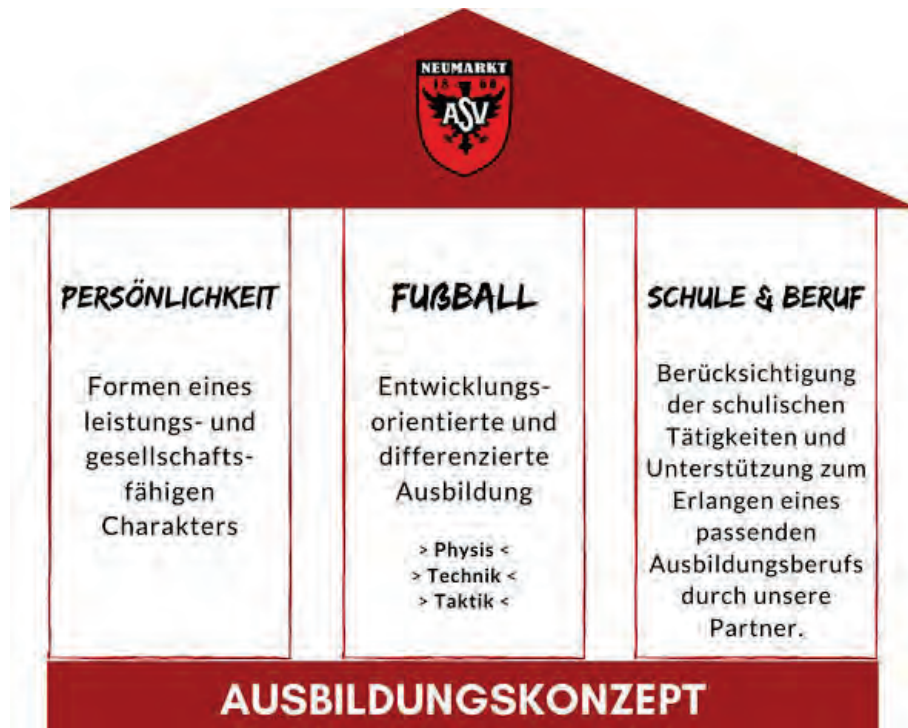 NEUMARKT
18 60
ASV
PERSÖNLICHKEIT
Formen eines
leistungs- und
gesellschafts-
fähigen
Charakters
FUßBALL
Entwicklungs-
orientierte und
differenzierte
Ausbildung
> Physis <
> Technik <
> Taktik <
SCHULE & BERUF
Berücksichtigung
der schulischen
Tätigkeiten und
Unterstützung zum
Erlangen eines
passenden
Ausbildungsberufs
durch unsere
Partner.
AUSBILDUNGSKONZEPT